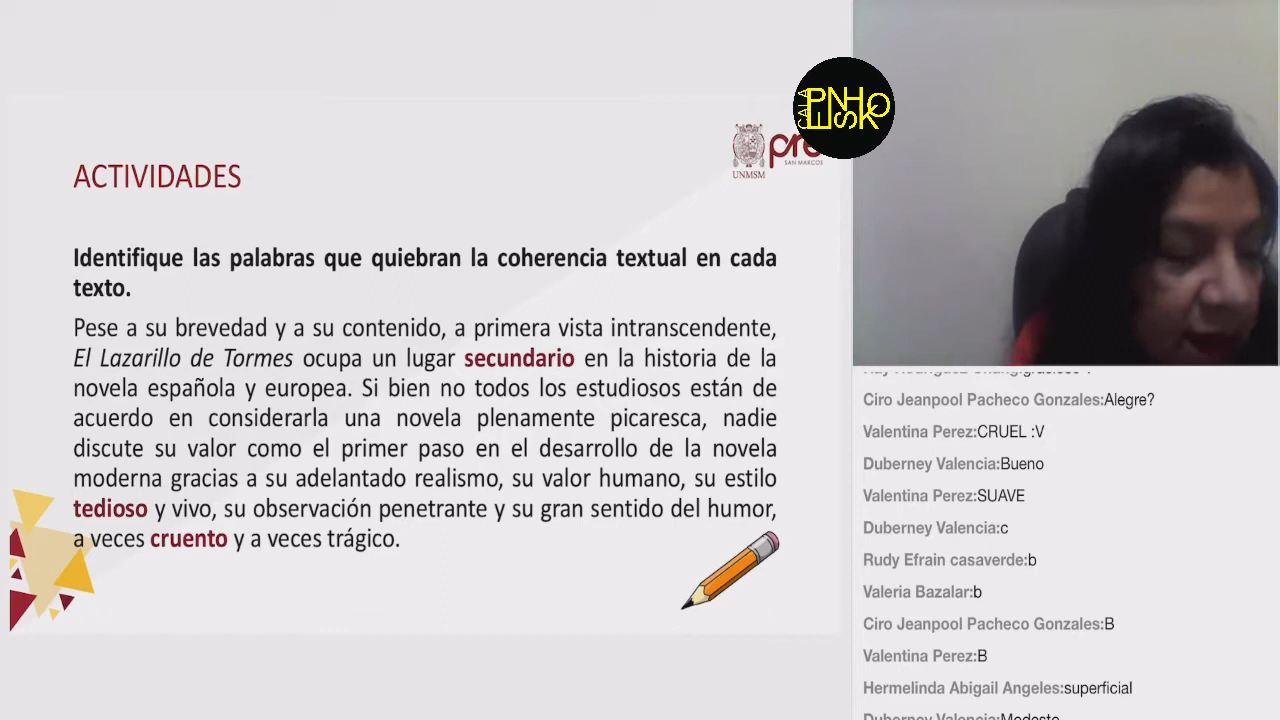 CALA
ESPNHOK
pre
SAN MARCOS
UNMSM
ACTIVIDADES
Identifique las palabras que quiebran la coherencia textual en cada
texto.
Pese a su brevedad y a su contenido, a primera vista intranscendente,
El Lazarillo de Tormes ocupa un lugar secundario en la historia de la
novela española y europea. Si bien no todos los estudiosos están de
acuerdo en considerarla una novela plenamente picaresca, nadie
discute su valor como el primer paso en el desarrollo de la novela
moderna gracias a su adelantado realismo, su valor humano, su estilo
tedioso y vivo, su observación penetrante y su gran sentido del humor,
a veces cruento y a veces trágico.
Ciro Jeanpool Pacheco Gonzales:Alegre?
Valentina Perez:CRUEL :V
Duberney Valencia:Bueno
Valentina Perez:SUAVE
Duberney Valencia:c
Rudy Efrain casaverde:b
Valeria Bazalar:b
Ciro Jeanpool Pacheco Gonzales:B
Valentina Perez:B
Hermelinda Abigail Angeles:superficial
Duberney Valencia:Modesto